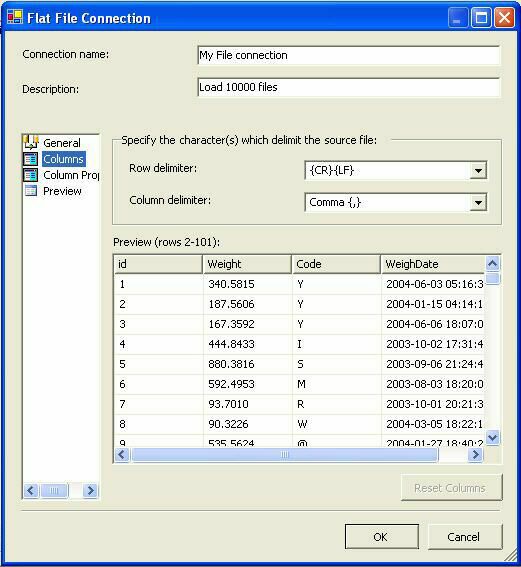 Flat File Connection
Connection name: My File connection
Description: Load 10000 files
General
Columns
Column Prop
Preview
Specify the character(s) which delimit the source file:
Row delimiter: {CR}{LF}
Column delimiter: Comma {,}
Preview (rows 2-101):
id Weight Code WeighDate
1 340.5815 Y 2004-06-03 05:16:3
2 187.5606 Y 2004-01-15 04:14:1
3 167.3592 Y 2004-06-06 18:07:0
4 444.8433 I 2003-10-02 17:31:4
5 880.3816 S 2003-09-06 21:24:4
6 592.4953 M 2003-08-03 18:20:0
7 93.7010 R 2003-10-01 20:21:3
8 90.3226 W 2004-03-05 18:22:1
9 535.5624 @ 2004-01-27 18:40:2
Reset Columns
OK Cancel